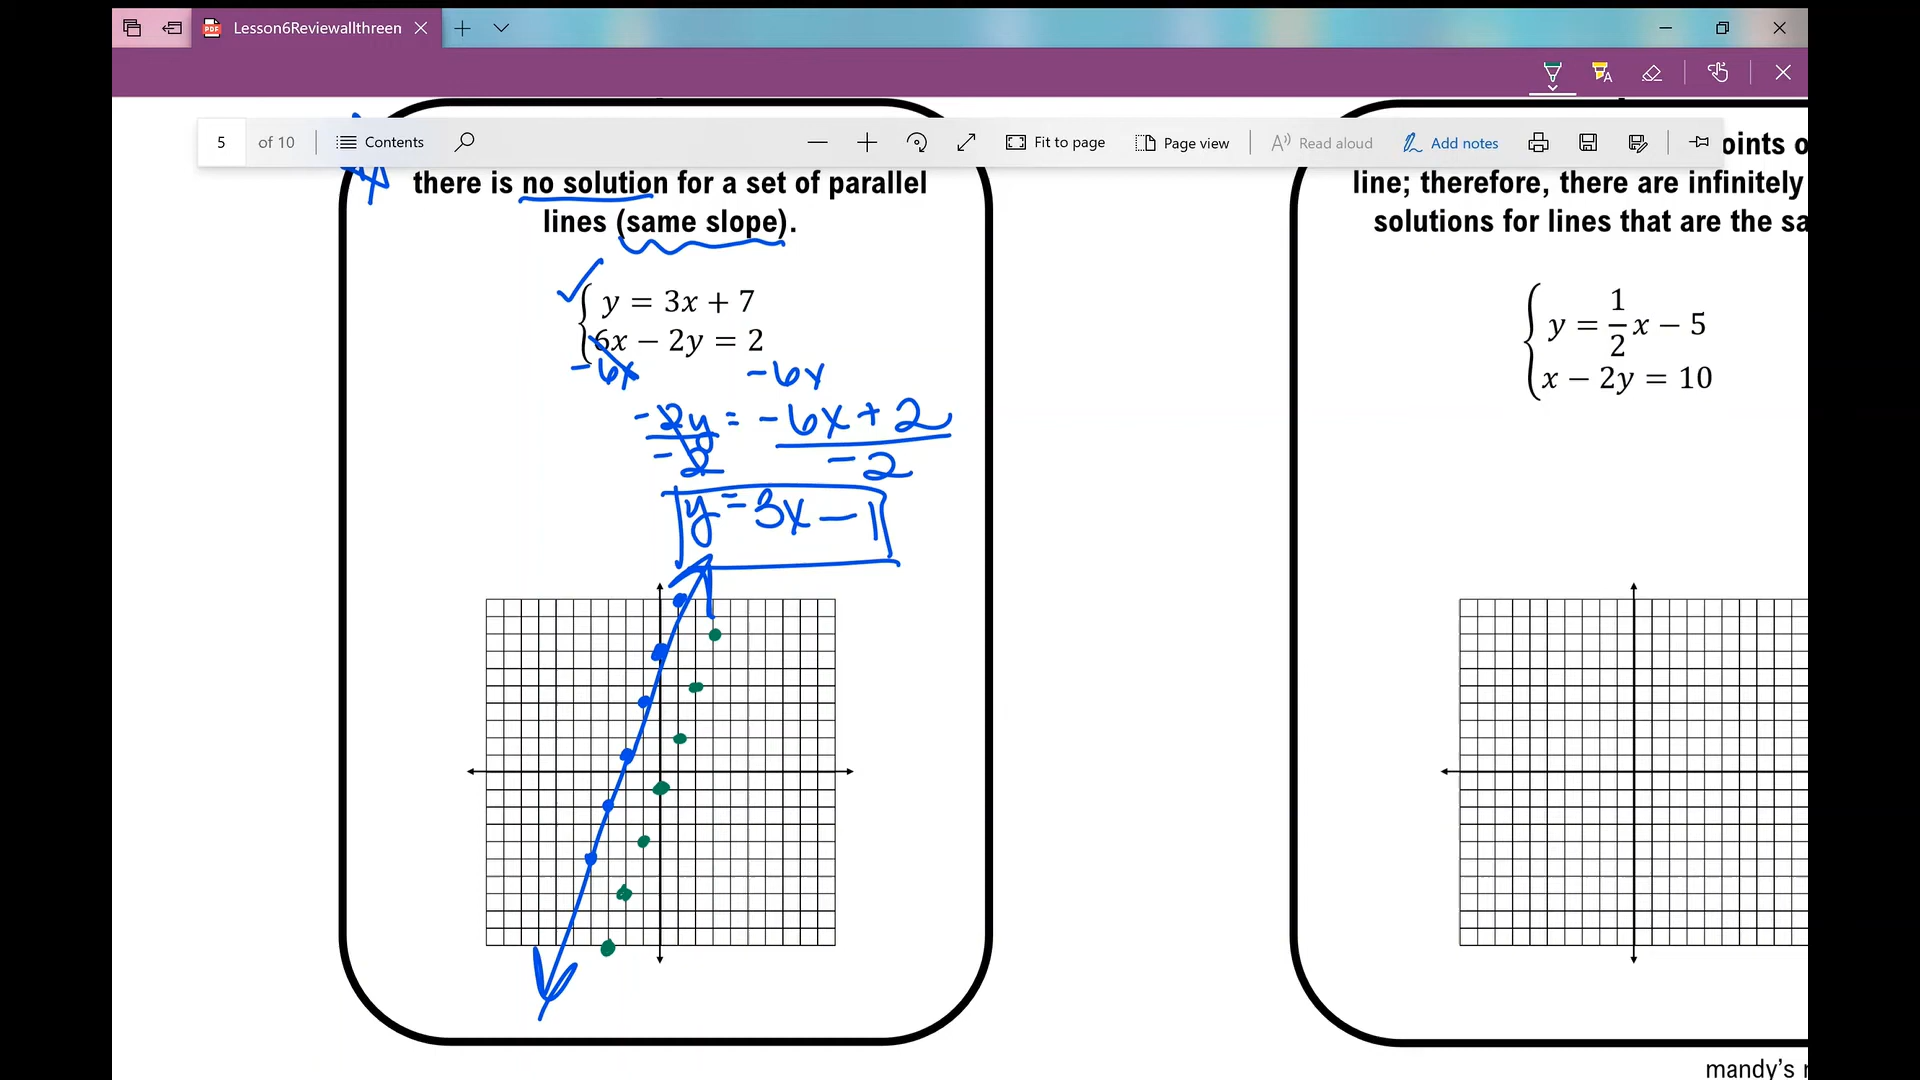 Lesson6Reviewallthreen
5 of 10 Contents Fit to page Page view Read aloud Add notes
there is no solution for a set of parallel
lines (same slope).
y = 3x + 7
6x − 2y = 2
-6x -6x
-2y = -6x + 2
-2 -2
y = 3x - 1
oints o
line; therefore, there are infinitely
solutions for lines that are the sa
y = 1/2 x − 5
x − 2y = 10
mandy's